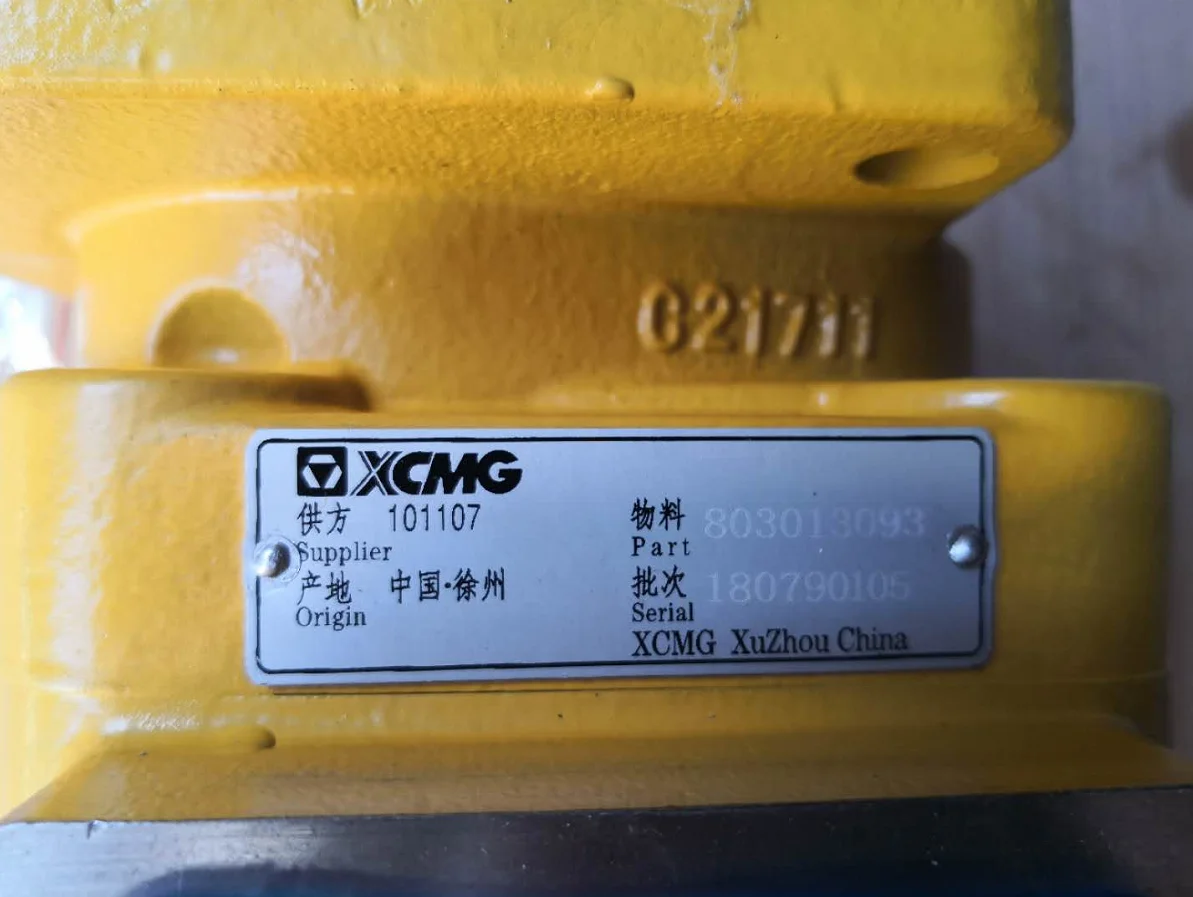 C21711
XCMG
供方 101107
Supplier
产地 中国·徐州
Origin
物料 803013093
Part
批次 180790105
Serial
XCMG XuZhou China